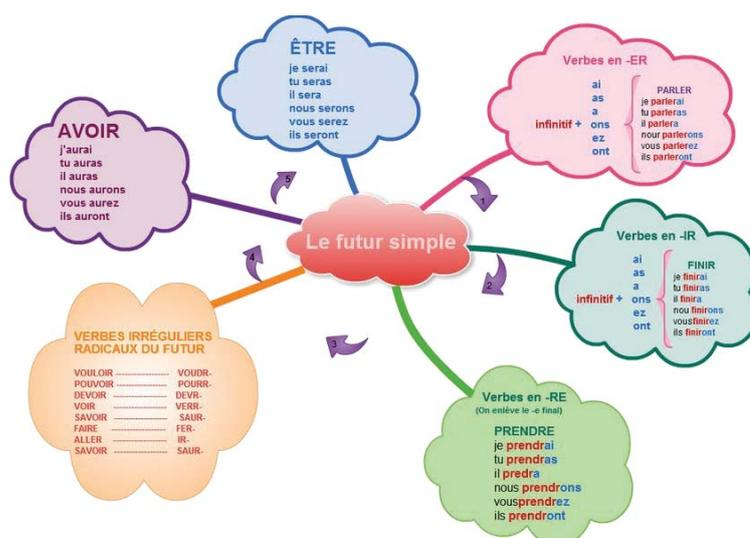 Le futur simple
1
Verbes en -ER
infinitif +
ai
as
a
ons
ez
ont
PARLER
je parlerai
tu parleras
il parlera
nour parlerons
vous parlerez
ils parleront
2
Verbes en -IR
infinitif +
ai
as
a
ons
ez
ont
FINIR
je finirai
tu finiras
il finira
nou finirons
vousfinirez
ils finiront
3
Verbes en -RE
(On enlève le -e final)
PRENDRE
je prendrai
tu prendras
il predra
nous prendrons
vousprendrez
ils prendront
4
VERBES IRRÉGULIERS
RADICAUX DU FUTUR
VOULOIR ---------------- VOUDR-
POUVOIR ---------------- POURR-
DEVOIR ---------------- DEVR-
VOIR ---------------- VERR-
SAVOIR ---------------- SAUR-
FAIRE ---------------- FER-
ALLER ---------------- IR-
SAVOIR ---------------- SAUR-
5
AVOIR
j'aurai
tu auras
il auras
nous aurons
vous aurez
ils auront
ÊTRE
je serai
tu seras
il sera
nous serons
vous serez
ils seront